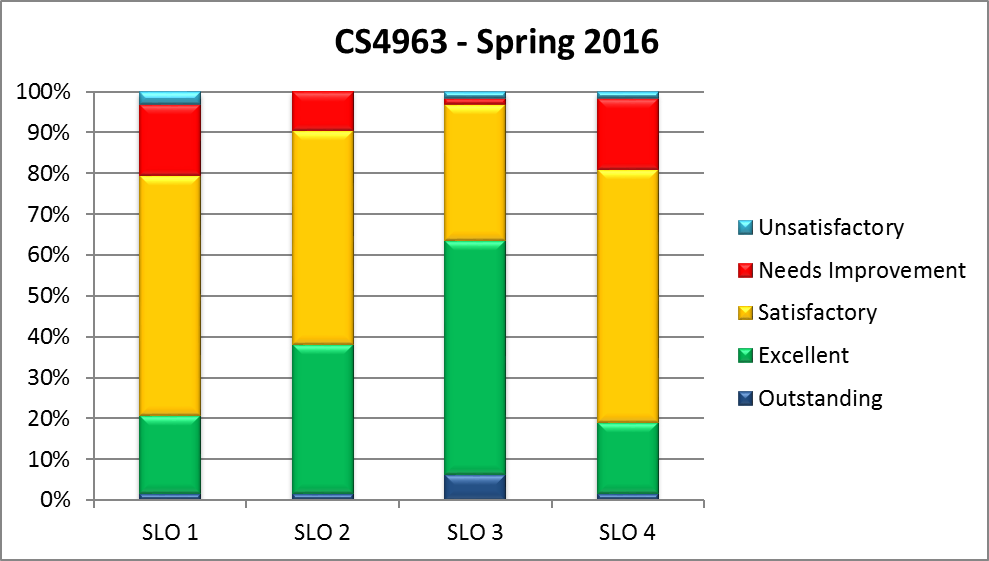 CS4963 - Spring 2016
100%
90%
80%
70%
60%
50%
40%
30%
20%
10%
0%
SLO 1 SLO 2 SLO 3 SLO 4
Unsatisfactory
Needs Improvement
Satisfactory
Excellent
Outstanding